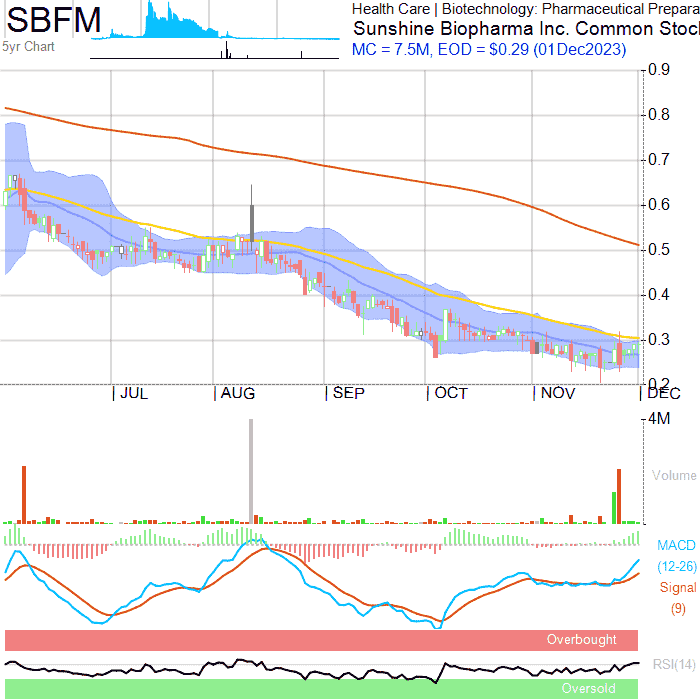 SBFM
5yr Chart
Health Care | Biotechnology: Pharmaceutical Prepara
Sunshine Biopharma Inc. Common Stoc
MC = 7.5M, EOD = $0.29 (01Dec2023)
0.9
0.8
0.7
0.6
0.5
0.4
0.3
0.2
JUL AUG SEP OCT NOV DEC
4M
Volume
MACD
(12-26)
Signal
(9)
Overbought
RSI(14)
Oversold